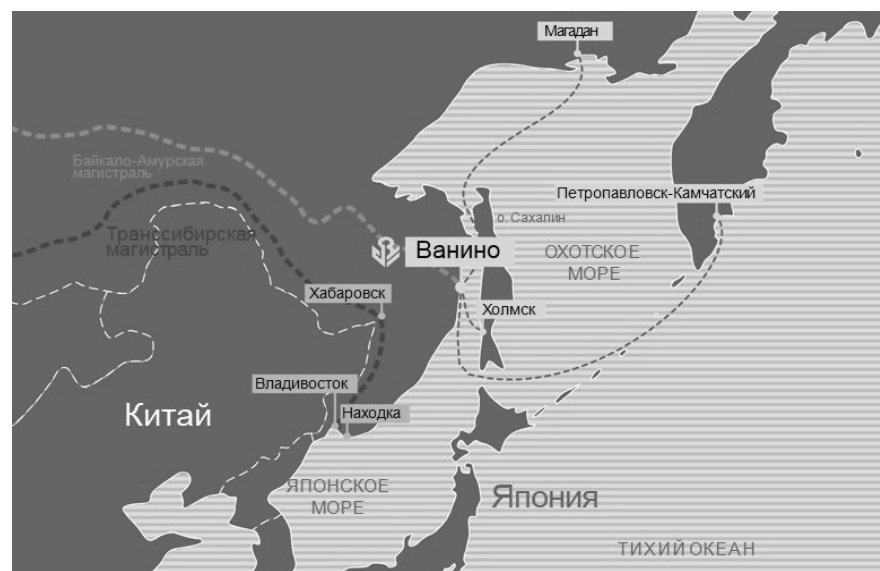 Магадан
Байкало-Амурская
магистраль
Петропавловск-Камчатский
о. Сахалин
Транссибирская
магистраль
Ванино
ОХОТСКОЕ
МОРЕ
Хабаровск
Холмск
Владивосток
Китай
Находка
ЯПОНСКОЕ
МОРЕ
Япония
ТИХИЙ ОКЕАН